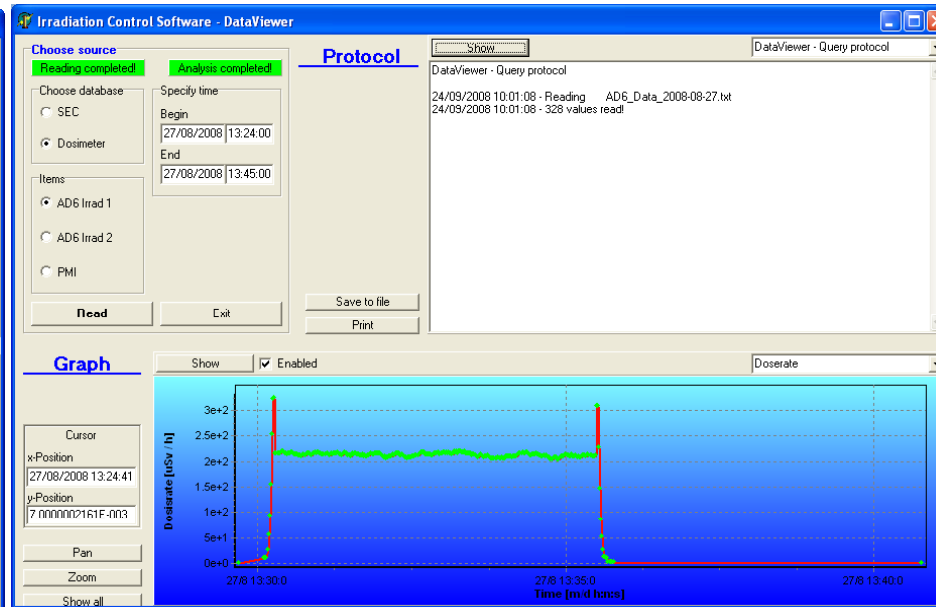 Irradiation Control Software - DataViewer
Choose source
Reading completed!
Analysis completed!
Choose database
SEC
Dosimeter
Specify time
Begin
27/08/2008 13:24:00
End
27/08/2008 13:45:00
Items
AD6 Irrad 1
AD6 Irrad 2
PMI
Read
Exit
Protocol
Save to file
Print
Show
DataViewer - Query protocol
DataViewer - Query protocol
24/09/2008 10:01:08 - Reading AD6_Data_2008-08-27.txt
24/09/2008 10:01:08 - 328 values read!
Graph
Show
Enabled
Doserate
Cursor
x-Position
27/08/2008 13:24:41
y-Position
7.0000002161E-003
Pan
Zoom
Show all
Dosisrate [uSv / h]
3e+2
2.5e+2
2e+2
1.5e+2
1e+2
5e+1
0e+0
27/8 13:30:0
27/8 13:35:0
27/8 13:40:0
Time [m/d h:n:s]